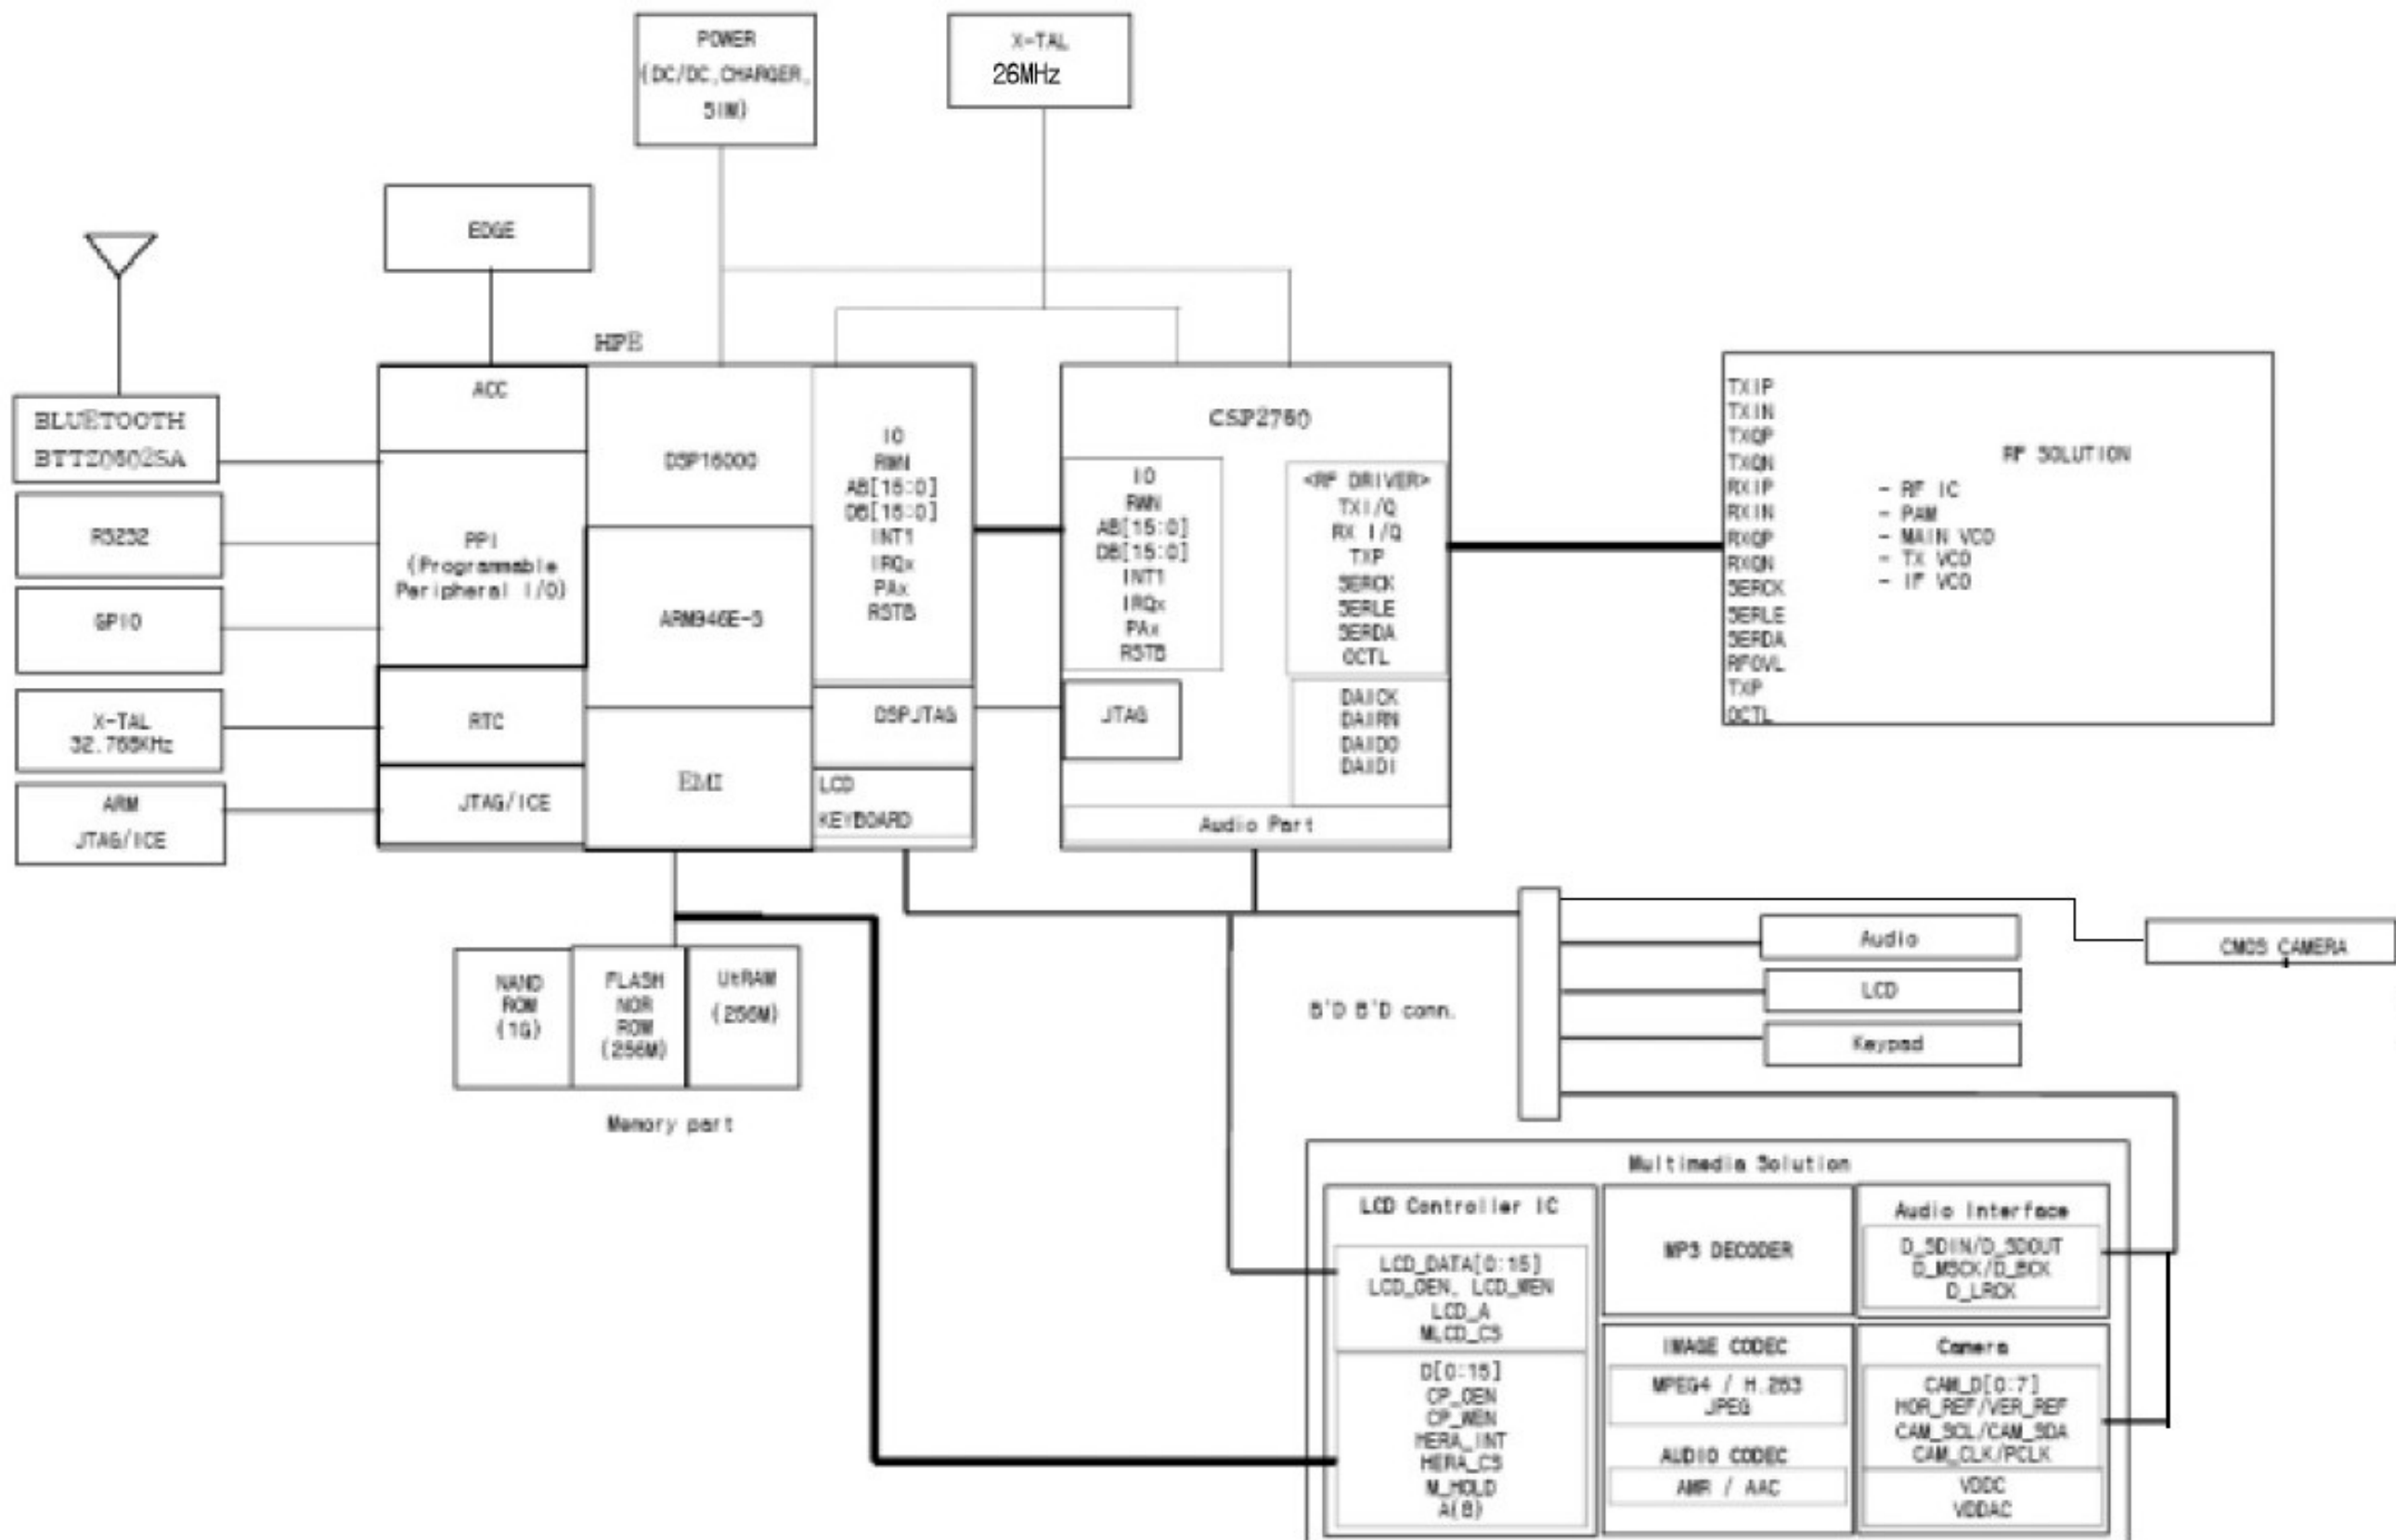 POWER
(DC/DC,CHARGER,
SIM)
X-TAL
26MHz
EDGE
HPE
BLUETOOTH
BTTZ0602SA
RS232
GPIO
X-TAL
32.768KHz
ARM
JTAG/ICE
ACC
PPI
(Programmable
Peripheral I/O)
RTC
JTAG/ICE
DSP16000
ARM946E-S
EMI
IO
RWN
AB[15:0]
DB[15:0]
INT1
IRQx
PAx
RSTB
DSPJTAG
LCD
KEYBOARD
CSP2760
IO
RWN
AB[15:0]
DB[15:0]
INT1
IRQx
PAx
RSTB
JTAG
<RF DRIVER>
TXI/Q
RX I/Q
TXP
SERCK
SERLE
SERDA
OCTL
DAICK
DAIRN
DAIDO
DAIDI
Audio Part
TXIP
TXIN
TXQP
TXQN
RXIP
RXIN
RXQP
RXQN
SERCK
SERLE
SERDA
RFOVL
TXP
OCTL
RF SOLUTION
- RF IC
- PAM
- MAIN VCO
- TX VCO
- IF VCO
NAND
ROM
(1G)
FLASH
NOR
ROM
(256M)
UtRAM
(256M)
Memory part
B'D B'D conn.
Audio
LCD
Keypad
CMOS CAMERA
Multimedia Solution
LCD Controller IC
LCD_DATA[0:15]
LCD_OEN, LCD_WEN
LCD_A
MLCD_CS
D[0:15]
CP_OEN
CP_WEN
HERA_INT
HERA_CS
M_HOLD
A(8)
MP3 DECODER
IMAGE CODEC
MPEG4 / H.263
JPEG
AUDIO CODEC
AMR / AAC
Audio Interface
D_SDIN/D_SDOUT
D_MSCK/D_BCK
D_LRCK
Camera
CAM_D[0:7]
HOR_REF/VER_REF
CAM_SCL/CAM_SDA
CAM_CLK/PCLK
VDDC
VDDAC